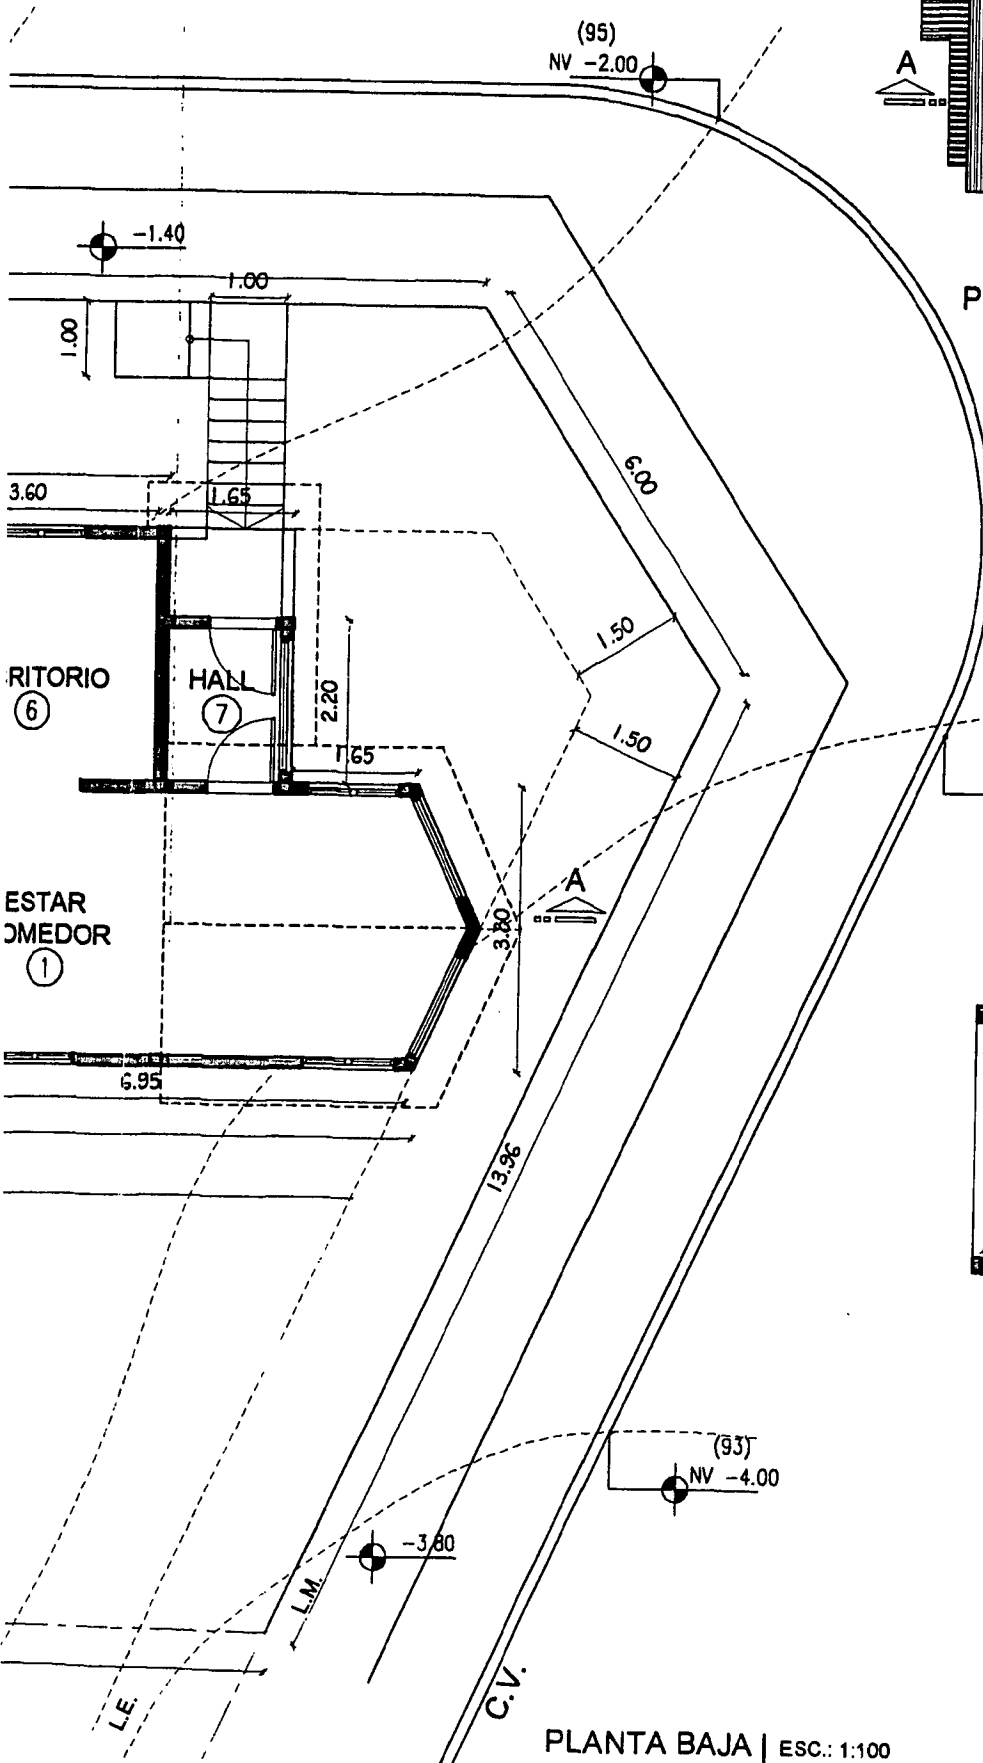 (95)
NV -2.00
A
-1.40
1.00
1.00
P
6.00
3.60
1.65
1.50
RITORIO
6
HALL
7
2.20
1.50
1.65
ESTAR
OMEDOR
1
A
3.80
6.95
13.96
(93)
NV -4.00
-3.80
L.M.
L.E.
C.V.
PLANTA BAJA | ESC.: 1:100